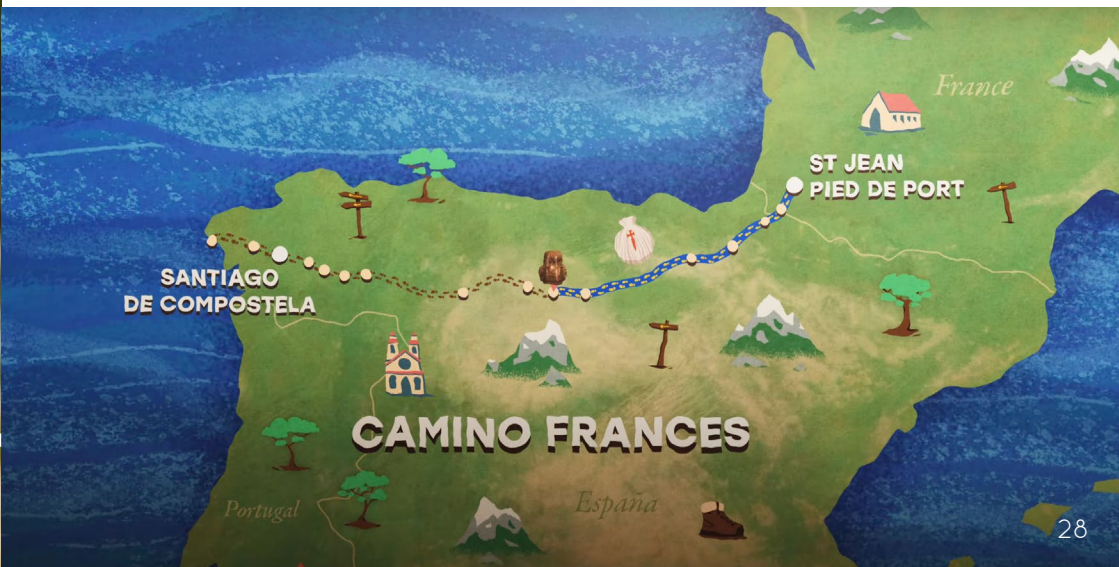 France
ST JEAN
PIED DE PORT
SANTIAGO
DE COMPOSTELA
CAMINO FRANCES
España
Portugal
28